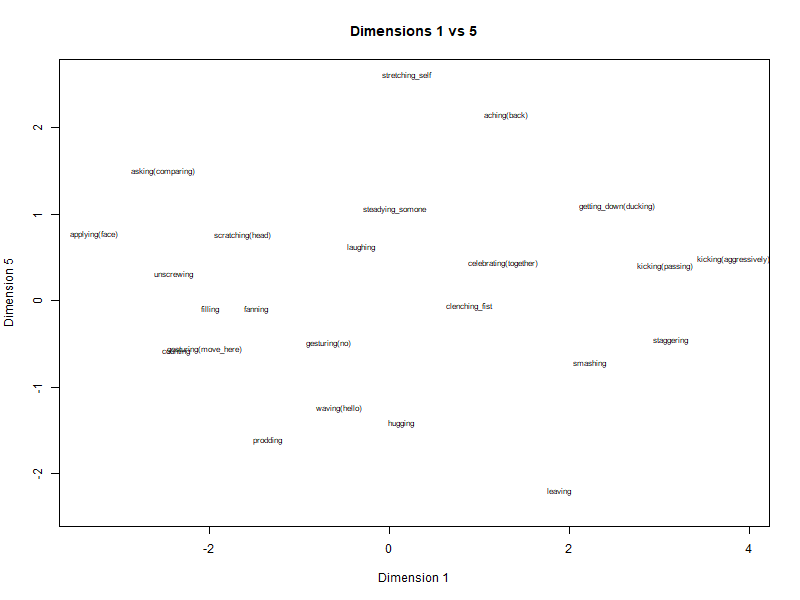 Dimensions 1 vs 5
stretching_self
aching(back)
asking(comparing)
steadying_somone
getting_down(ducking)
applying(face)
scratching(head)
laughing
celebrating(together)
kicking(aggressively)
kicking(passing)
unscrewing
filling
fanning
clenching_fist
gesturing(move_here)
gesturing(no)
staggering
smashing
waving(hello)
hugging
prodding
leaving
Dimension 5
2
1
0
-1
-2
-2
0
2
4
Dimension 1